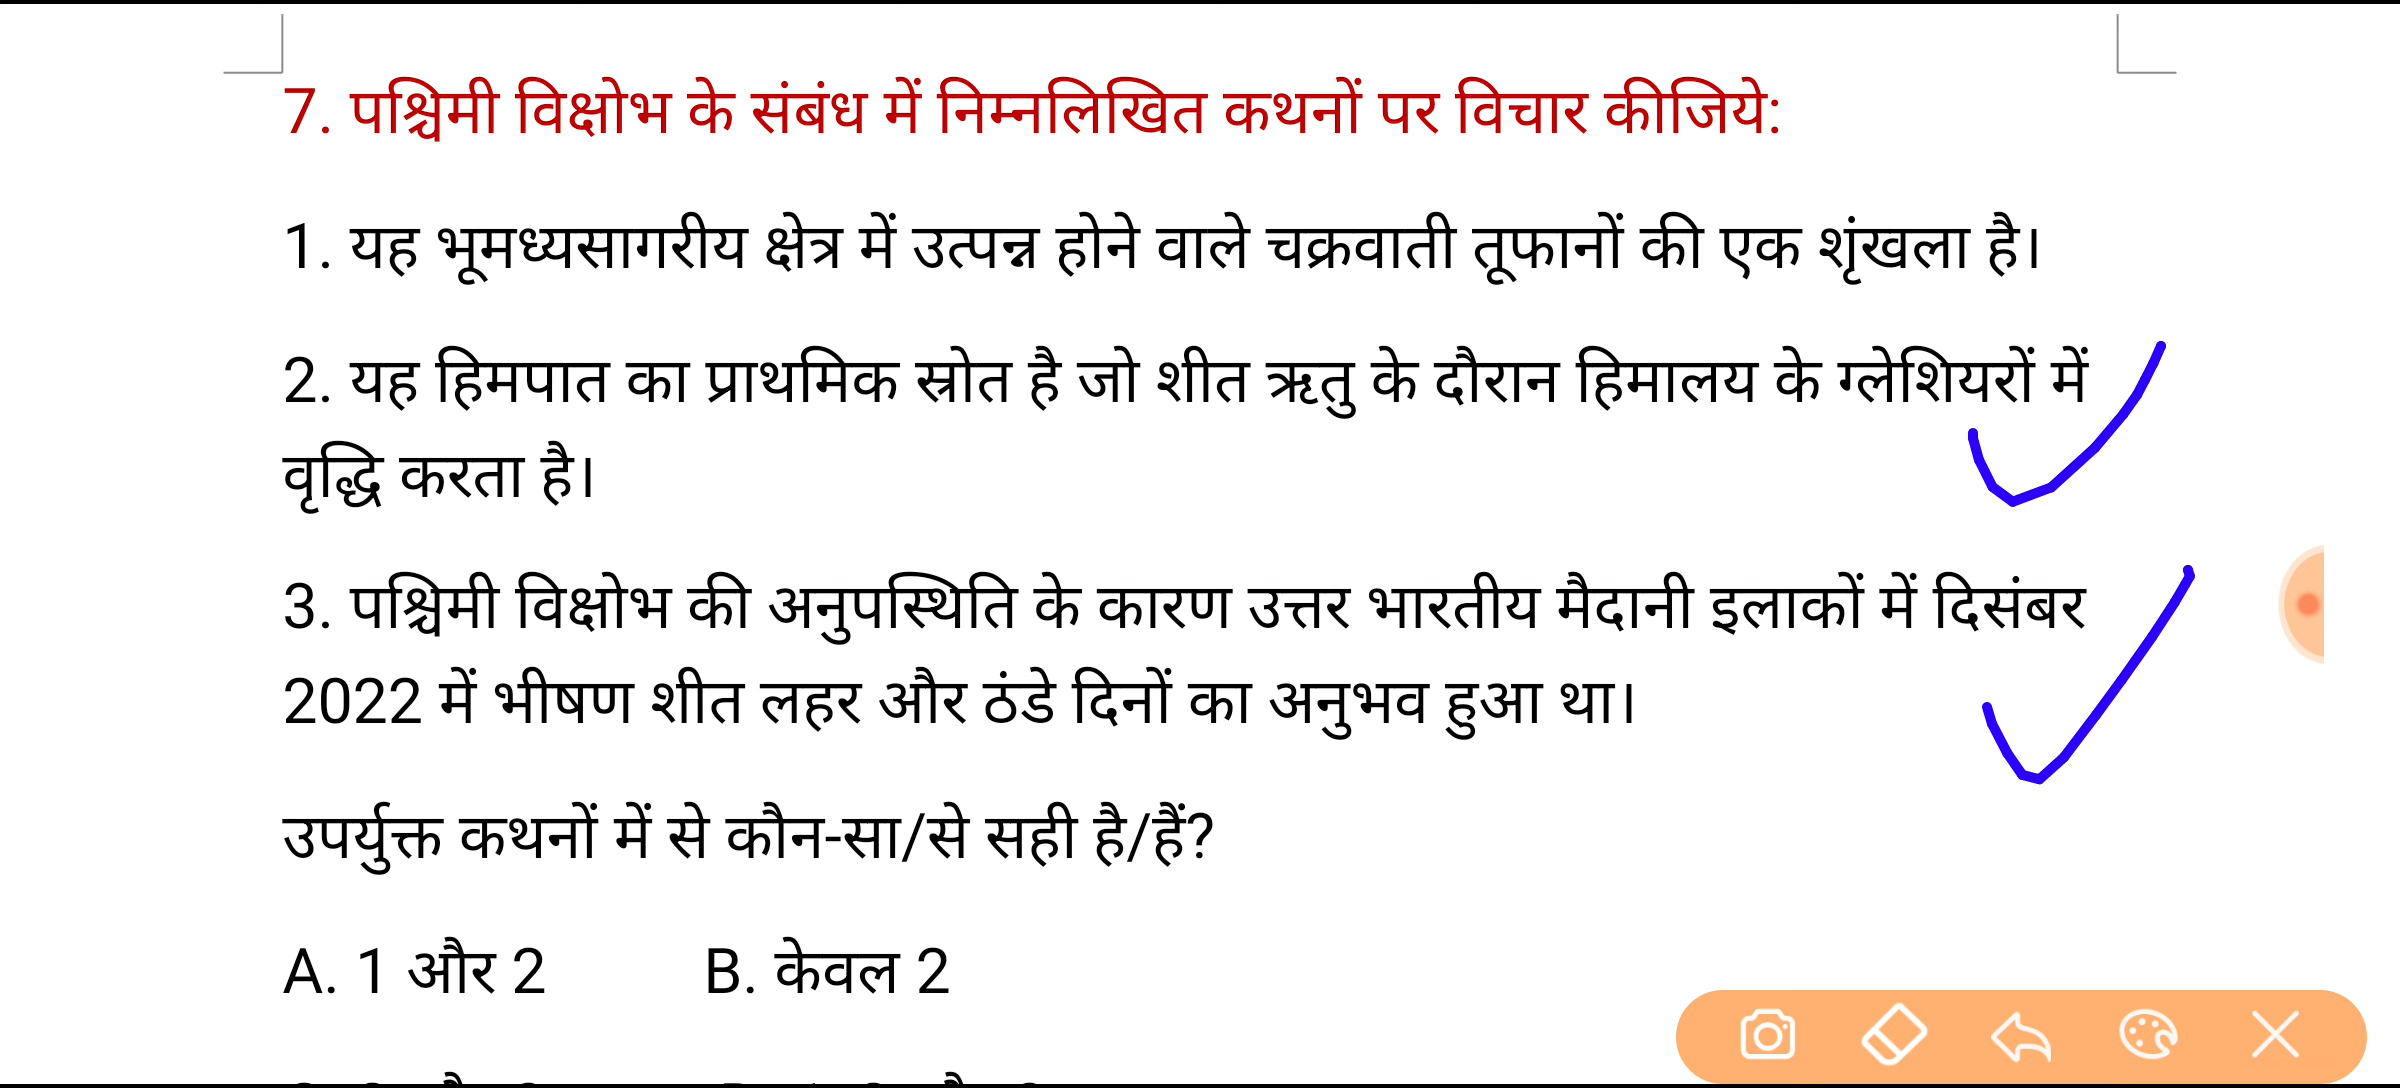 7. पश्चिमी विक्षोभ के संबंध में निम्नलिखित कथनों पर विचार कीजिये:
1. यह भूमध्यसागरीय क्षेत्र में उत्पन्न होने वाले चक्रवाती तूफानों की एक शृंखला है।
2. यह हिमपात का प्राथमिक स्रोत है जो शीत ऋतु के दौरान हिमालय के ग्लेशियरों में
वृद्धि करता है।
3. पश्चिमी विक्षोभ की अनुपस्थिति के कारण उत्तर भारतीय मैदानी इलाकों में दिसंबर
2022 में भीषण शीत लहर और ठंडे दिनों का अनुभव हुआ था।
उपर्युक्त कथनों में से कौन-सा/से सही है/हैं?
A. 1 और 2 B. केवल 2